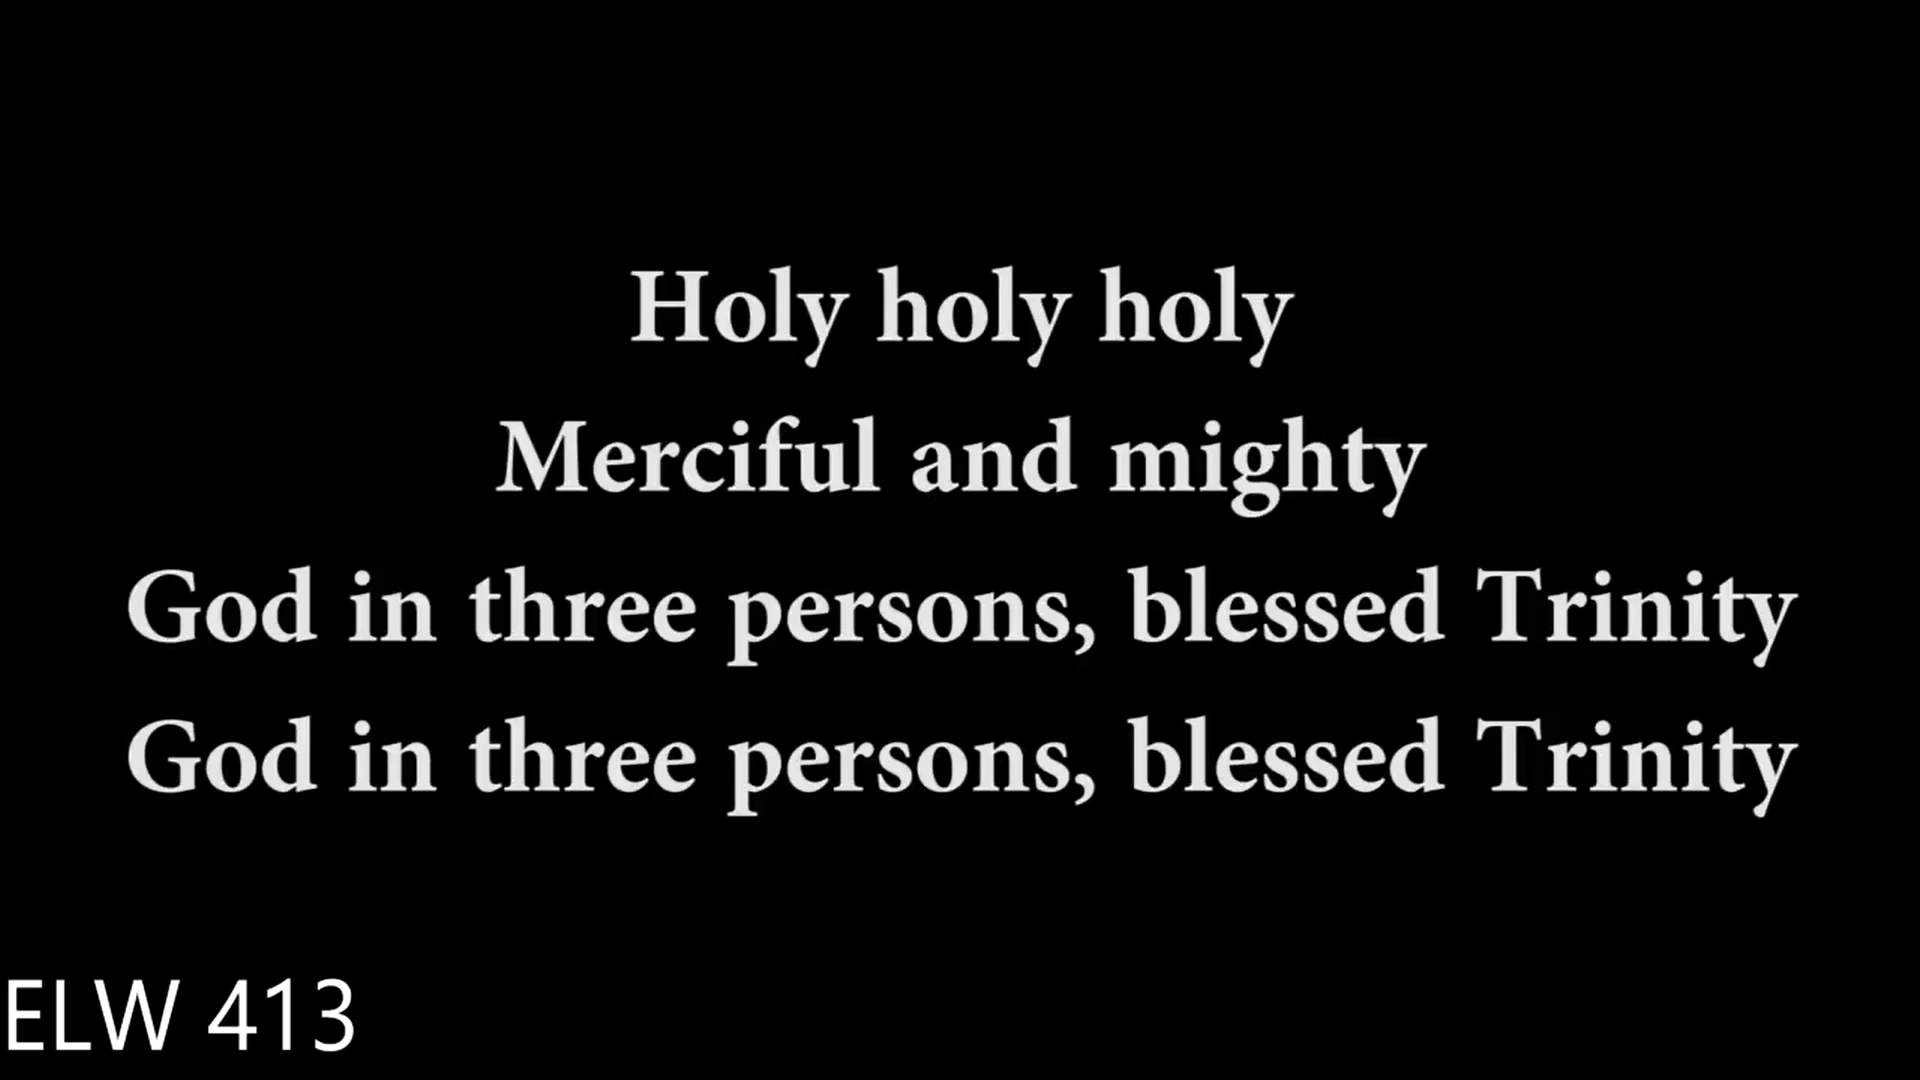 Holy holy holy
Merciful and mighty
God in three persons, blessed Trinity
God in three persons, blessed Trinity
ELW 413